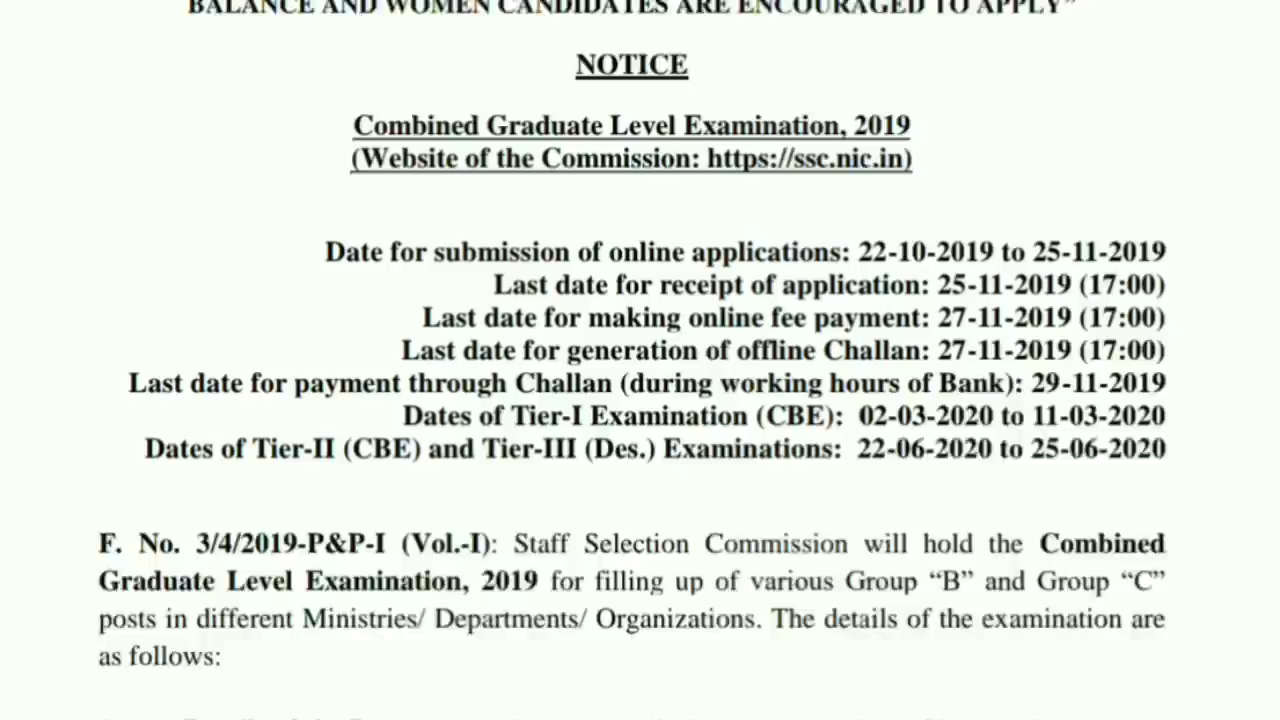 BALANCE AND WOMEN CANDIDATES ARE ENCOURAGED TO APPLY”
NOTICE
Combined Graduate Level Examination, 2019
(Website of the Commission: https://ssc.nic.in)
Date for submission of online applications: 22-10-2019 to 25-11-2019
Last date for receipt of application: 25-11-2019 (17:00)
Last date for making online fee payment: 27-11-2019 (17:00)
Last date for generation of offline Challan: 27-11-2019 (17:00)
Last date for payment through Challan (during working hours of Bank): 29-11-2019
Dates of Tier-I Examination (CBE): 02-03-2020 to 11-03-2020
Dates of Tier-II (CBE) and Tier-III (Des.) Examinations: 22-06-2020 to 25-06-2020
F. No. 3/4/2019-P&P-I (Vol.-I): Staff Selection Commission will hold the Combined
Graduate Level Examination, 2019 for filling up of various Group “B” and Group “C”
posts in different Ministries/ Departments/ Organizations. The details of the examination are
as follows: